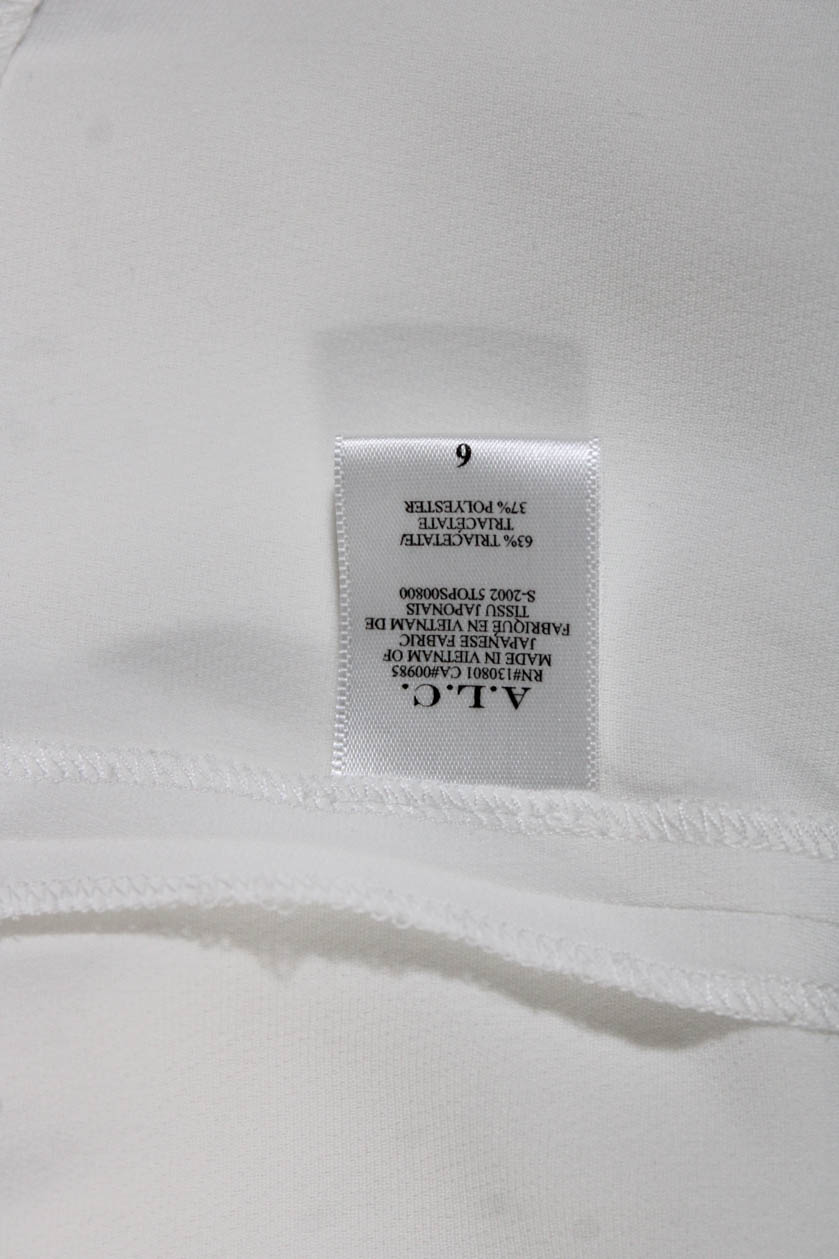 A.L.C.
RN#130801 CA#00985
MADE IN VIETNAM OF
JAPANESE FABRIC
FABRIQUÉ EN VIETNAM DE
TISSU JAPONAIS
S-2002 5TOPS00800
63% TRIACETATE/
TRIACÉTATE
37% POLYESTER
6